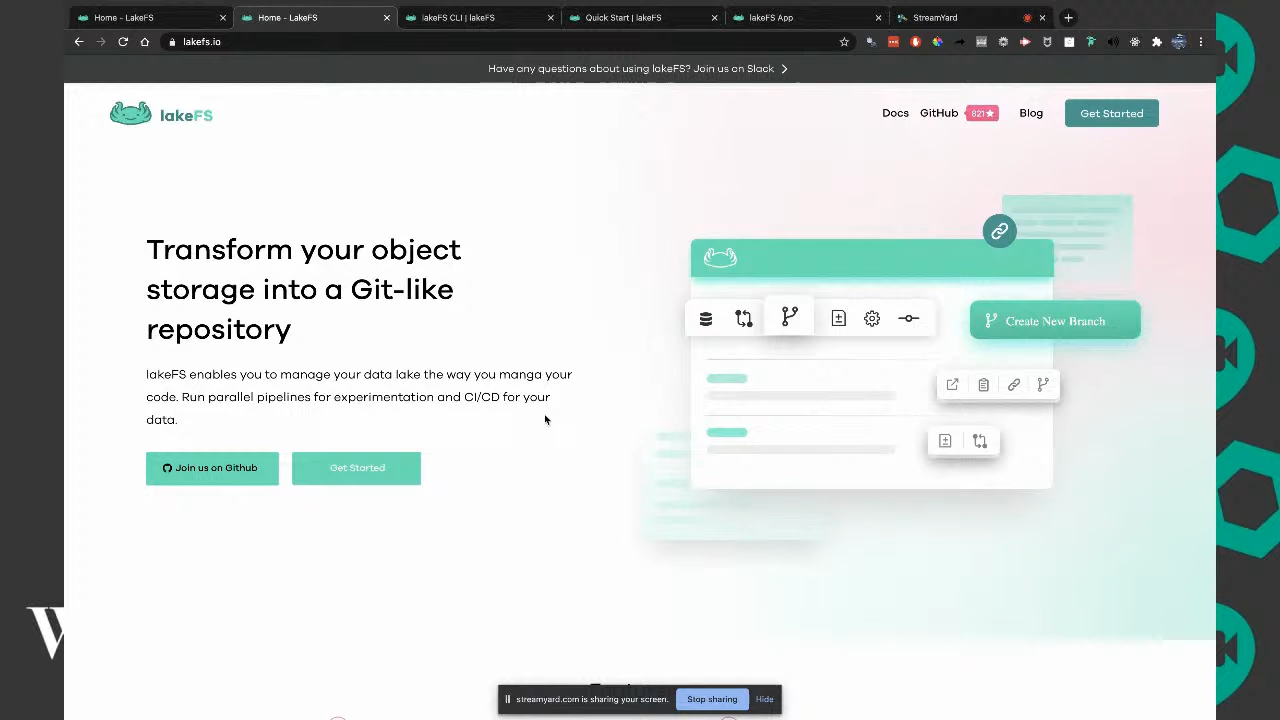 Home - LakeFS
Home - LakeFS
lakeFS CLI | lakeFS
Quick Start | lakeFS
lakeFS App
StreamYard
lakefs.io
Have any questions about using lakeFS? Join us on Slack
lakeFS
Docs
GitHub
821
Blog
Get Started
Transform your object
storage into a Git-like
repository
lakeFS enables you to manage your data lake the way you manga your
code. Run parallel pipelines for experimentation and CI/CD for your
data.
Join us on Github
Get Started
Create New Branch
streamyard.com is sharing your screen.
Stop sharing
Hide